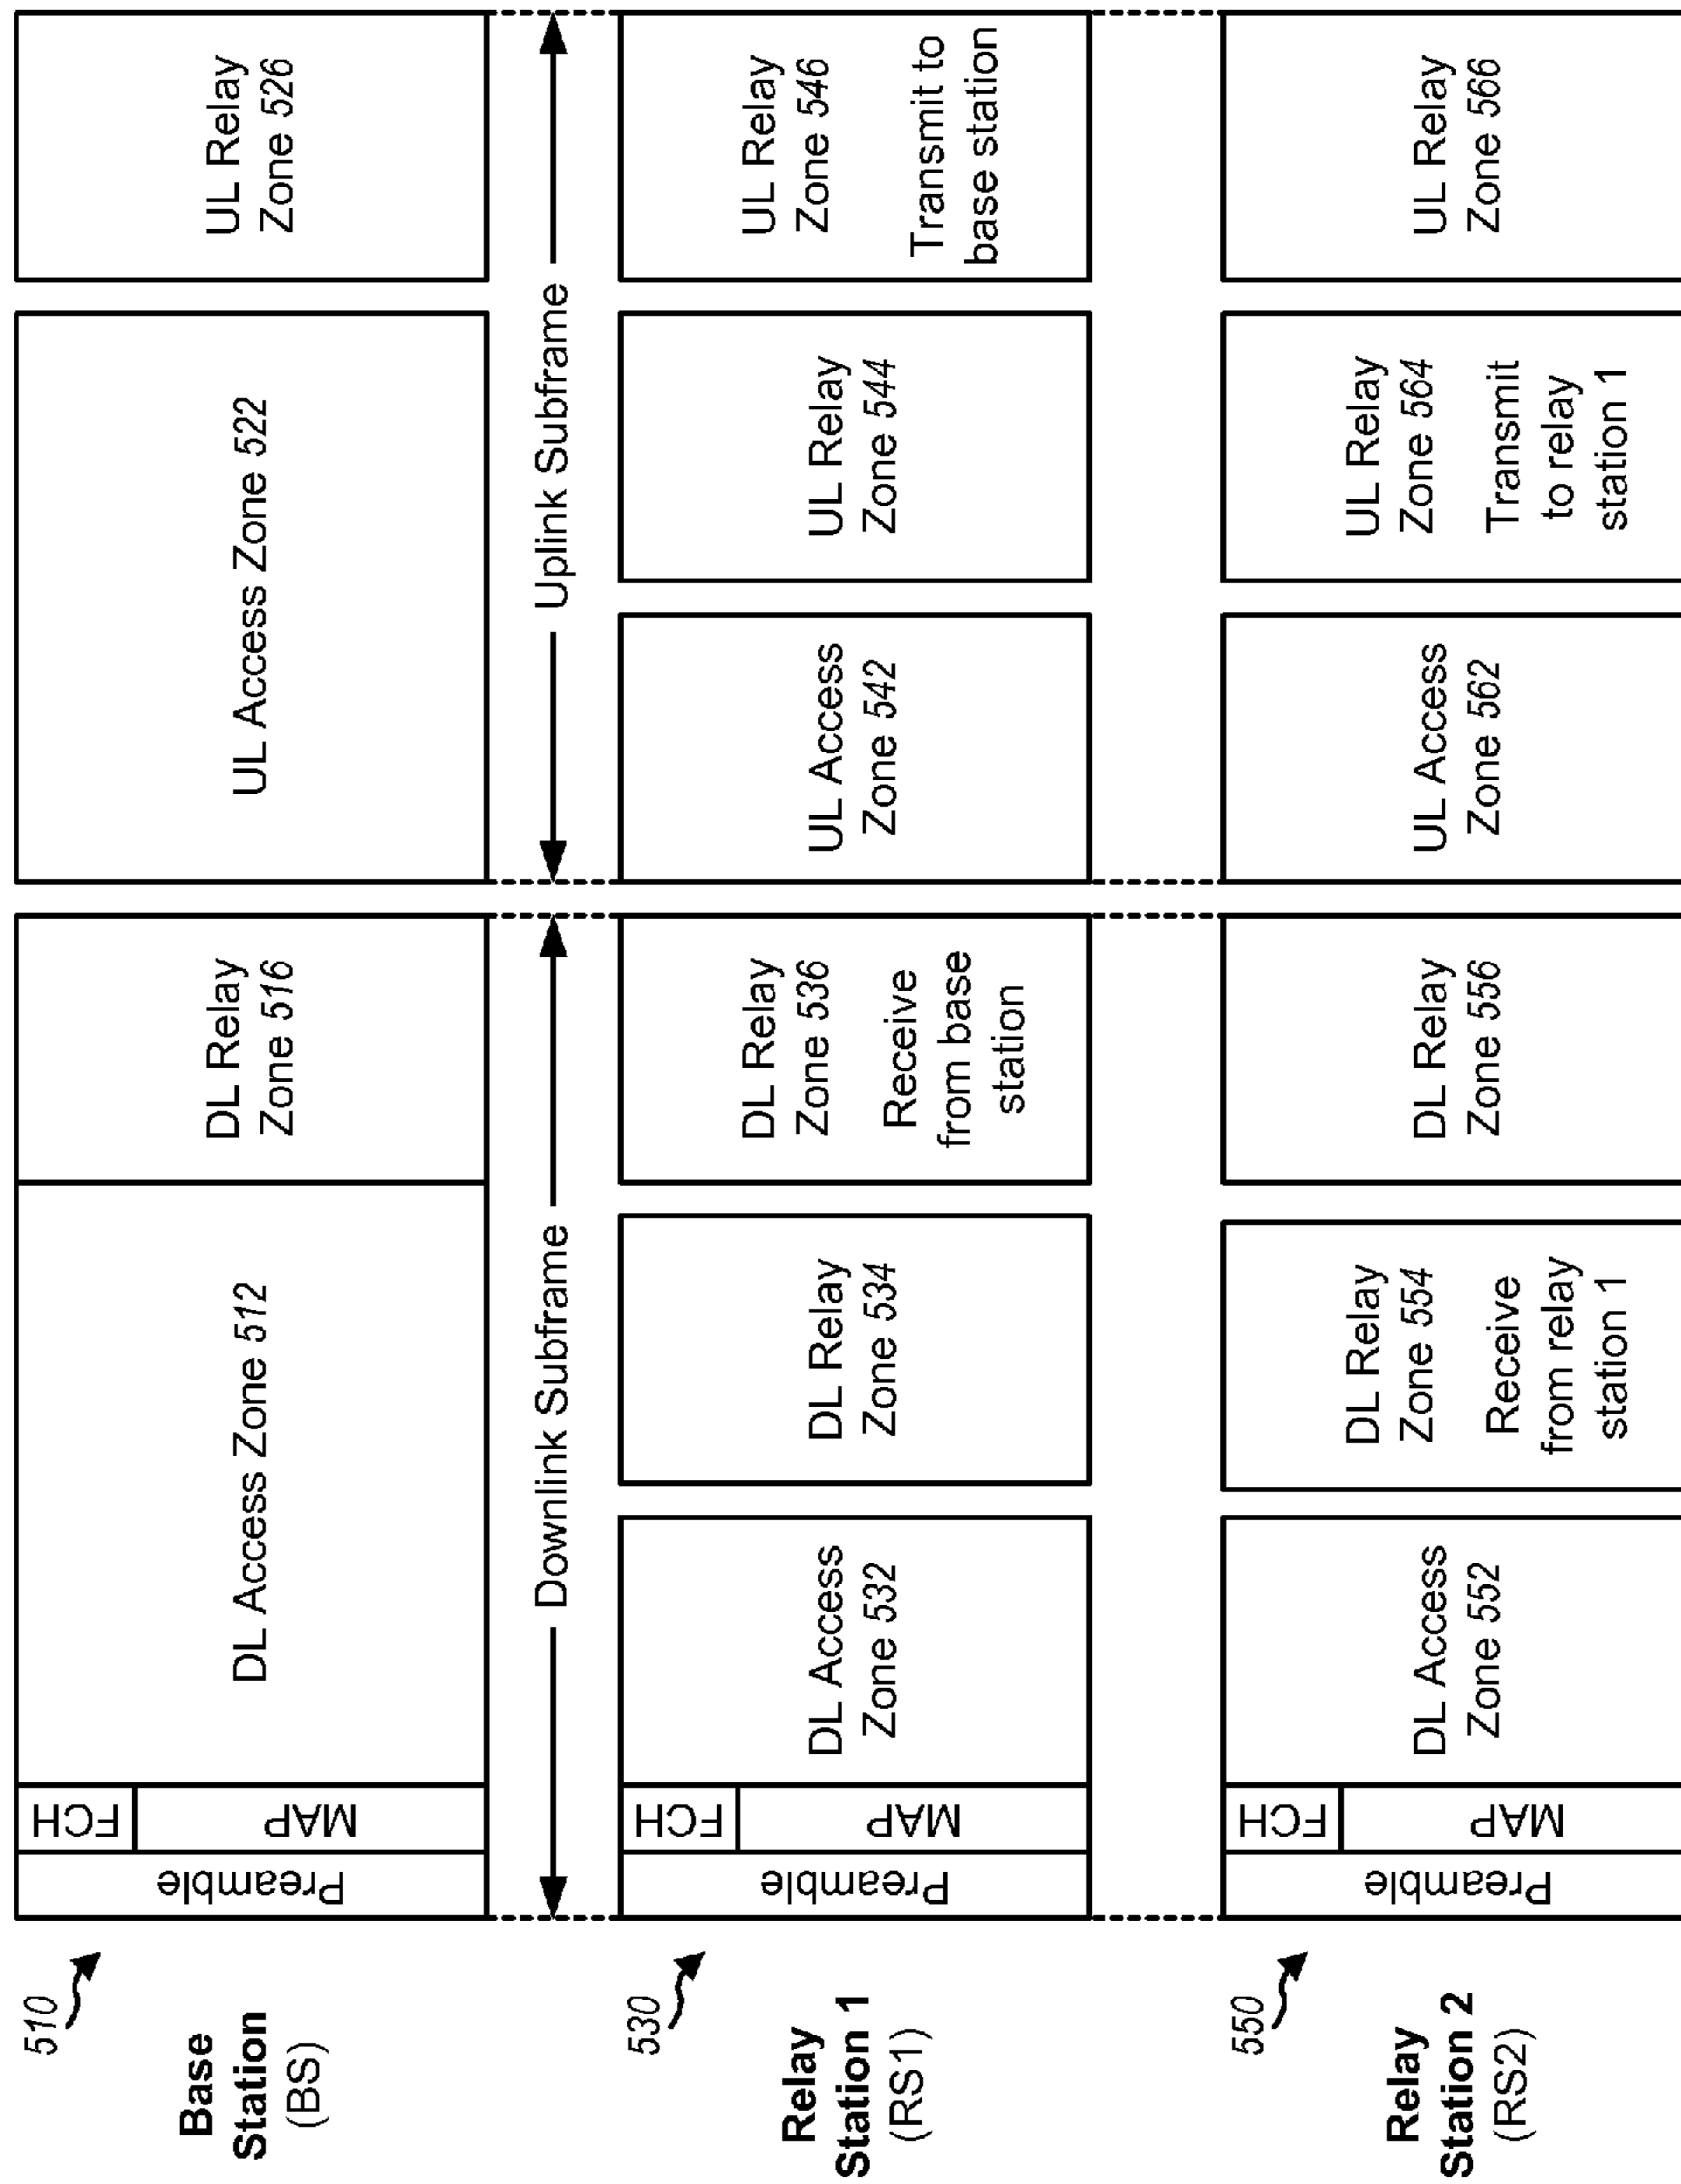 510
Base
Station
(BS)
Preamble
FCH
MAP
DL Access Zone 512
DL Relay
Zone 516
UL Access Zone 522
UL Relay
Zone 526
Downlink Subframe
Uplink Subframe
530
Relay
Station 1
(RS1)
Preamble
FCH
MAP
DL Access
Zone 532
DL Relay
Zone 534
DL Relay
Zone 536
Receive
from base
station
UL Access
Zone 542
UL Relay
Zone 544
UL Relay
Zone 546
Transmit to
base station
550
Relay
Station 2
(RS2)
Preamble
FCH
MAP
DL Access
Zone 552
DL Relay
Zone 554
Receive
from relay
station 1
DL Relay
Zone 556
UL Access
Zone 562
UL Relay
Zone 564
Transmit
to relay
station 1
UL Relay
Zone 566